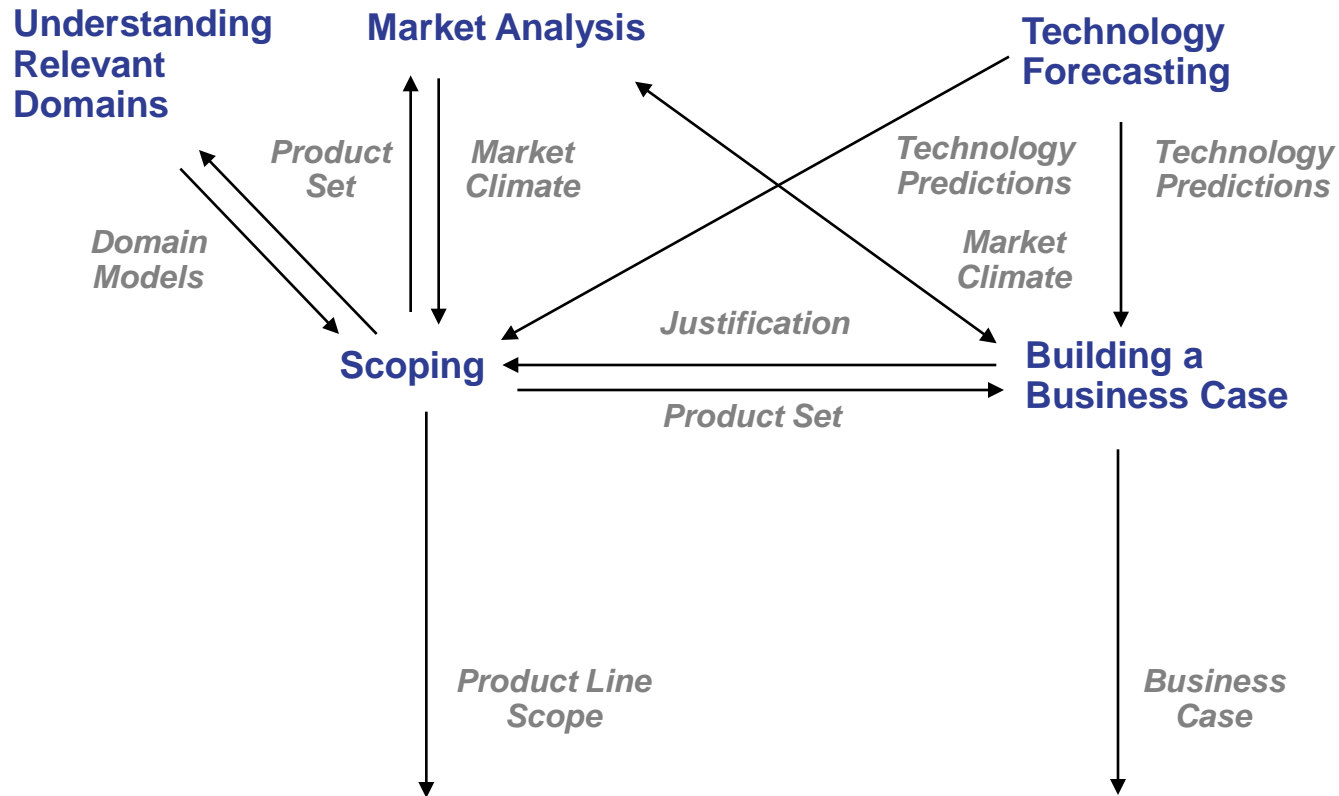 Understanding
Relevant
Domains
Market Analysis
Technology
Forecasting
Product
Set
Market
Climate
Technology
Predictions
Technology
Predictions
Domain
Models
Market
Climate
Justification
Scoping
Building a
Business Case
Product Set
Product Line
Scope
Business
Case